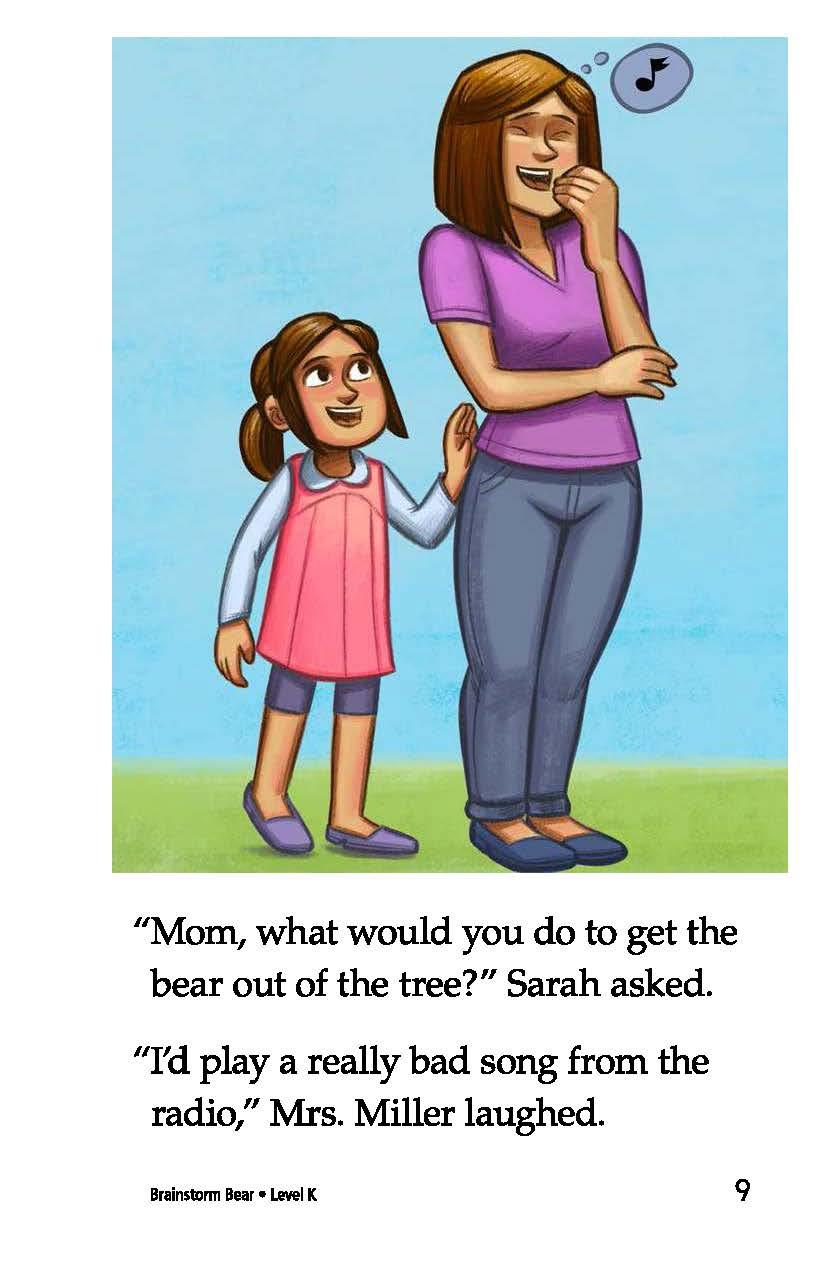 “Mom, what would you do to get the
bear out of the tree?” Sarah asked.
“I’d play a really bad song from the
radio,” Mrs. Miller laughed.
Brainstorm Bear • Level K
9